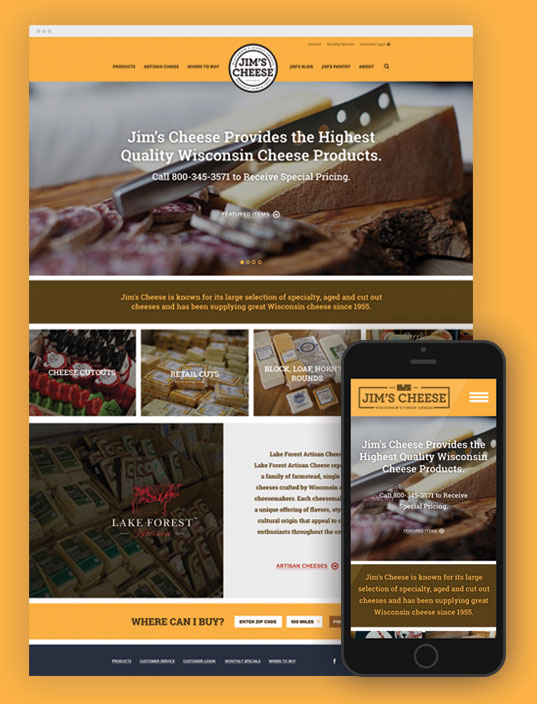 Contact Monthly Specials Customer Login
PRODUCTS ARTISAN CHEESE WHERE TO BUY
JIM'S
CHEESE
JIM'S BLOG JIM'S PANTRY ABOUT
Jim's Cheese Provides the Highest
Quality Wisconsin Cheese Products.
Call 800-345-3571 to Receive Special Pricing.
FEATURED ITEMS
Jim's Cheese is known for its large selection of specialty, aged and cut out
cheeses and has been supplying great Wisconsin cheese since 1955.
CHEESE CUTOUTS
RETAIL CUTS
BLOCK, LOAF, HORN
ROUNDS
LAKE FOREST
Artisan
Lake Forest Artisan Chees
Lake Forest Artisan Cheese rep
a family of farmstead, single
cheeses crafted by Wisconsin a
cheesemakers. Each cheesemak
a unique offering of flavors, sty
cultural origin that appeal to c
enthusiasts throughout the co
ARTISAN CHEESES
WHERE CAN I BUY?
ENTER ZIP CODE
100 MILES
PRODUCTS CUSTOMER SERVICE CUSTOMER LOGIN MONTHLY SPECIALS WHERE TO BUY
JIM'S CHEESE
WISCONSIN'S FINEST CHEESE
Jim's Cheese Provides the
Highest Quality Wisconsin
Cheese Products.
Call 800-345-3571 to Receive
Special Pricing.
FEATURED ITEMS
Jim's Cheese is known for its large
selection of specialty, aged and cut out
cheeses and has been supplying great
Wisconsin cheese since 1955.